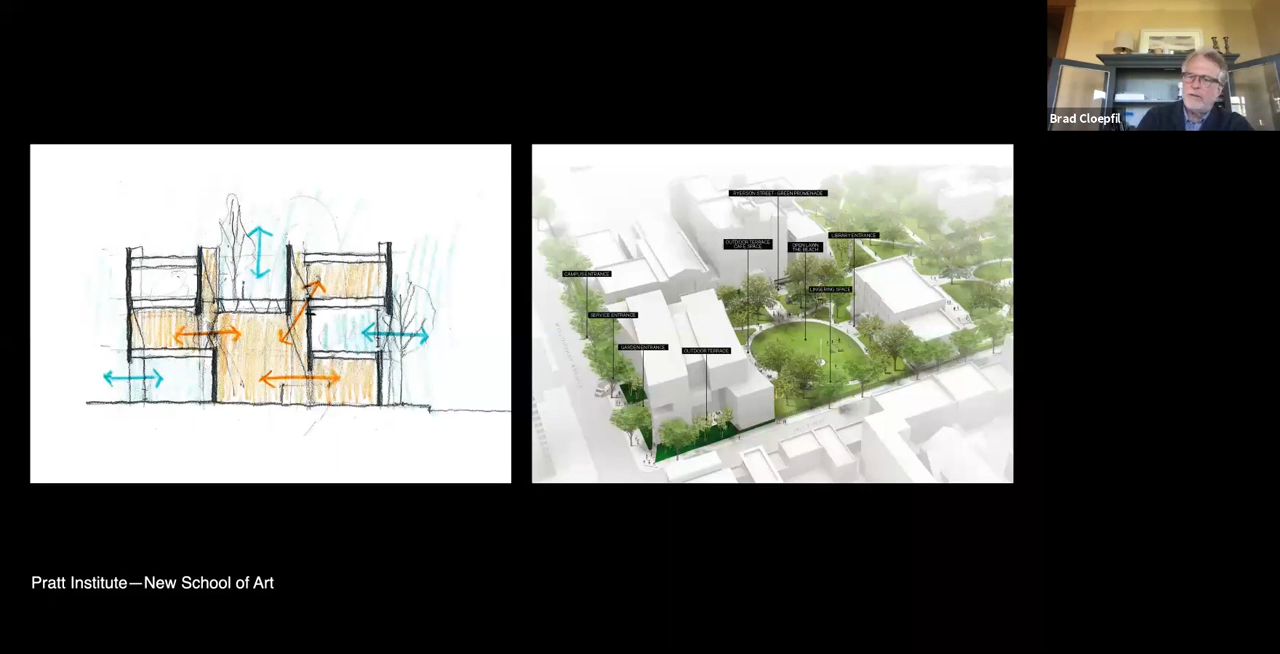 Brad Cloepfil
RYERSON STREET - GREEN PROMENADE
LIBRARY ENTRANCE
OUTDOOR TERRACE
CAFE SPACE
OPEN LAWN
THE BEACH
CAMPUS ENTRANCE
LINGERING SPACE
SERVICE ENTRANCE
GARDEN ENTRANCE
OUTDOOR TERRACE
Pratt Institute—New School of Art